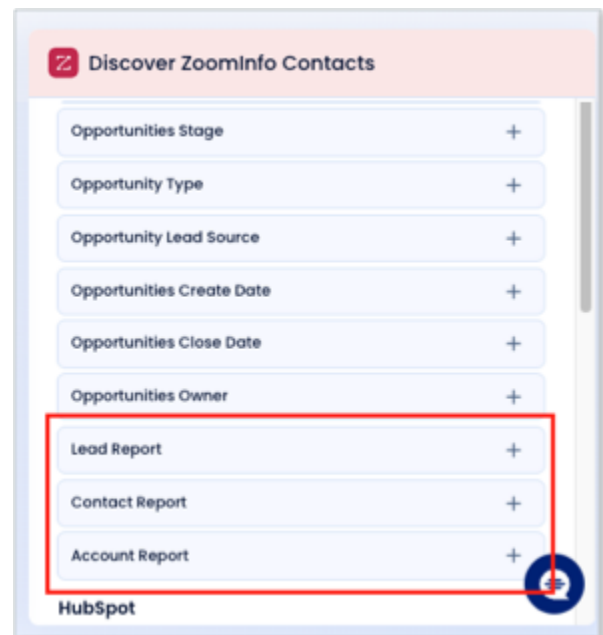 Discover ZoomInfo Contacts
Opportunities Stage
Opportunity Type
Opportunity Lead Source
Opportunities Create Date
Opportunities Close Date
Opportunities Owner
Lead Report
Contact Report
Account Report
HubSpot